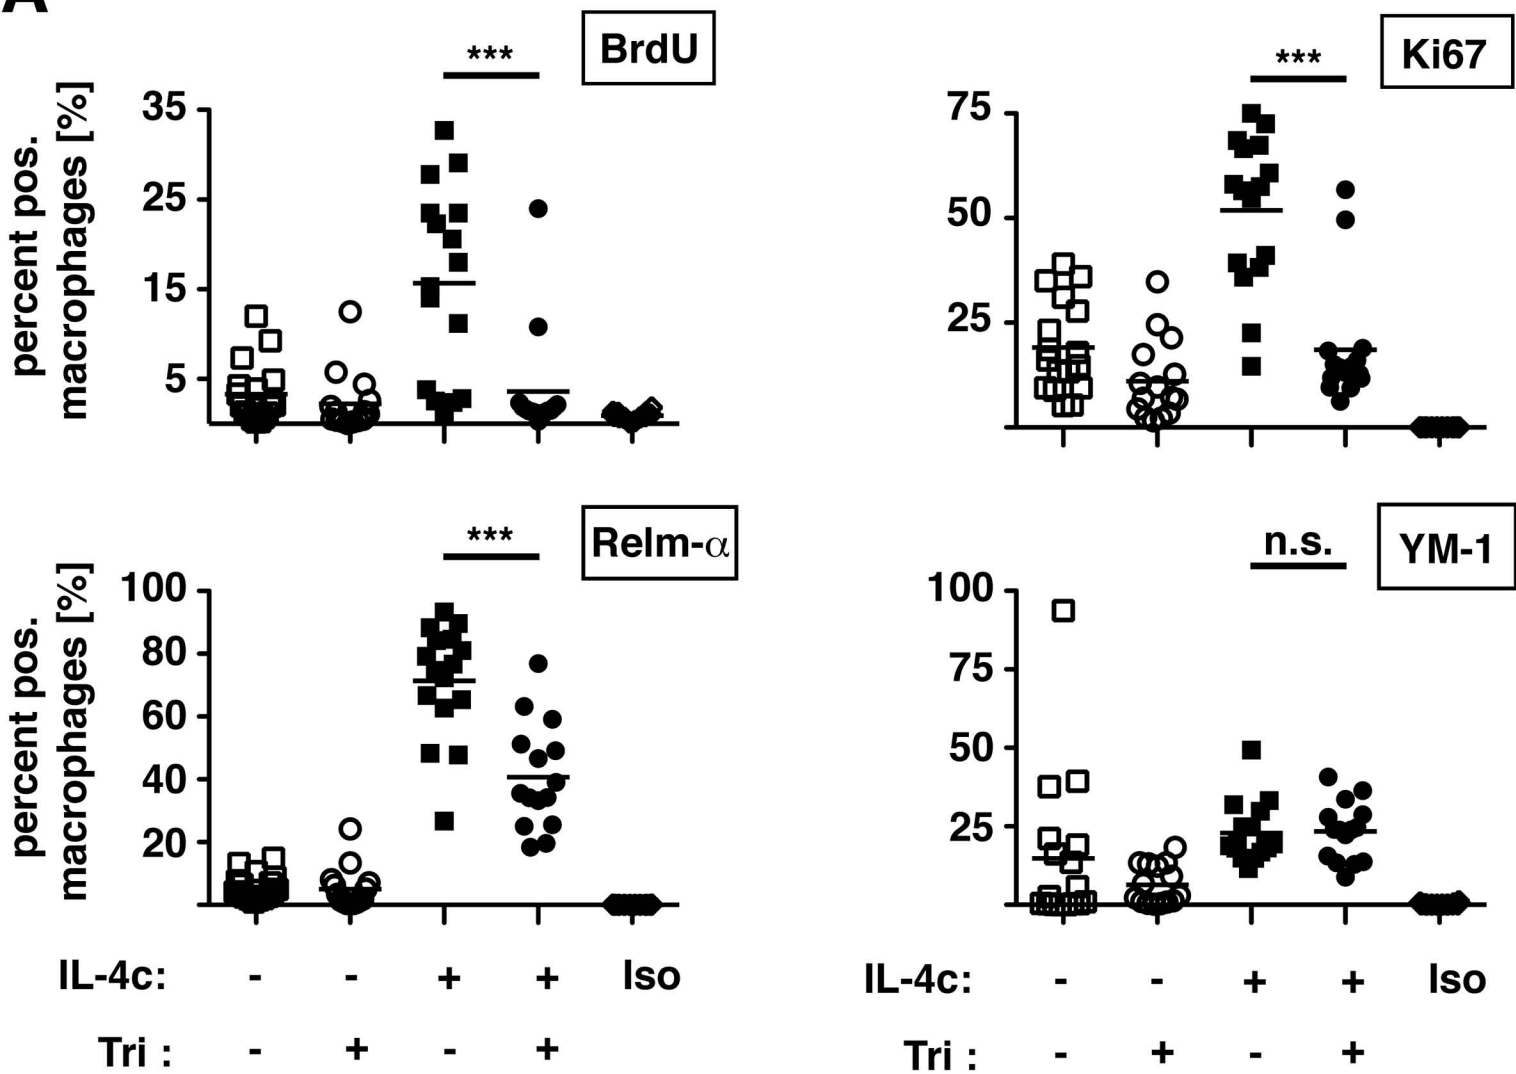 A
*** BrdU
percent pos.
macrophages [%]
35
25
15
5
*** Ki67
75
50
25
*** Relm-α
percent pos.
macrophages [%]
100
80
60
40
20
n.s. YM-1
100
75
50
25
IL-4c: - - + + Iso
Tri : - + - +
IL-4c: - - + + Iso
Tri : - + - +